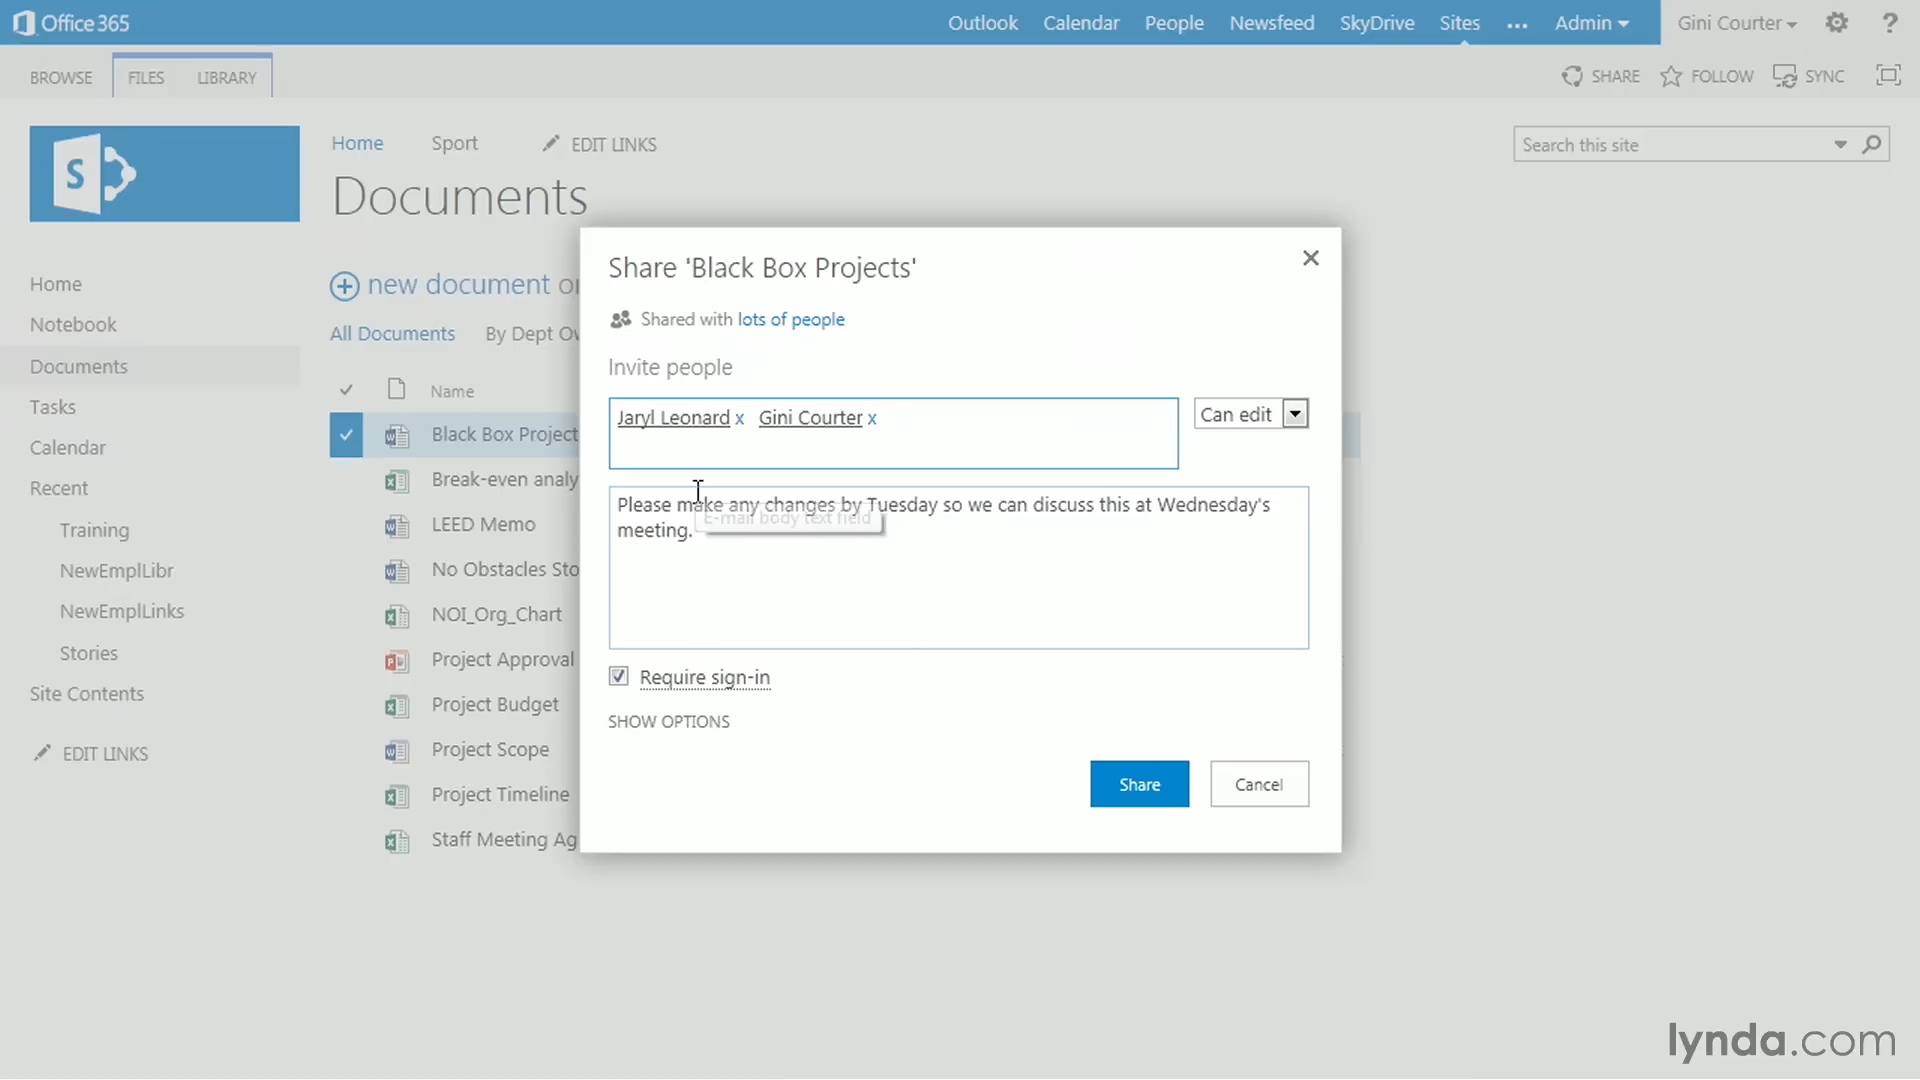 Office 365
Outlook Calendar People Newsfeed SkyDrive Sites ... Admin Gini Courter ?
BROWSE FILES LIBRARY
SHARE FOLLOW SYNC
S
Home Sport EDIT LINKS
Search this site
Documents
Home
Notebook
Documents
Tasks
Calendar
Recent
Training
NewEmplLibr
NewEmplLinks
Stories
Site Contents
EDIT LINKS
new document
All Documents By Dept
Name
Black Box Project
Break-even
LEED Memo
No Obstacles
NOI_Org_Chart
Project Approval
Project Budget
Project Scope
Project Timeline
Staff Meeting
Share 'Black Box Projects'
Shared with lots of people
Invite people
Jaryl Leonard x Gini Courter x
Can edit
Please make any changes by Tuesday so we can discuss this at Wednesday's
meeting.
E-mail body text field
Require sign-in
SHOW OPTIONS
Share Cancel
lynda.com